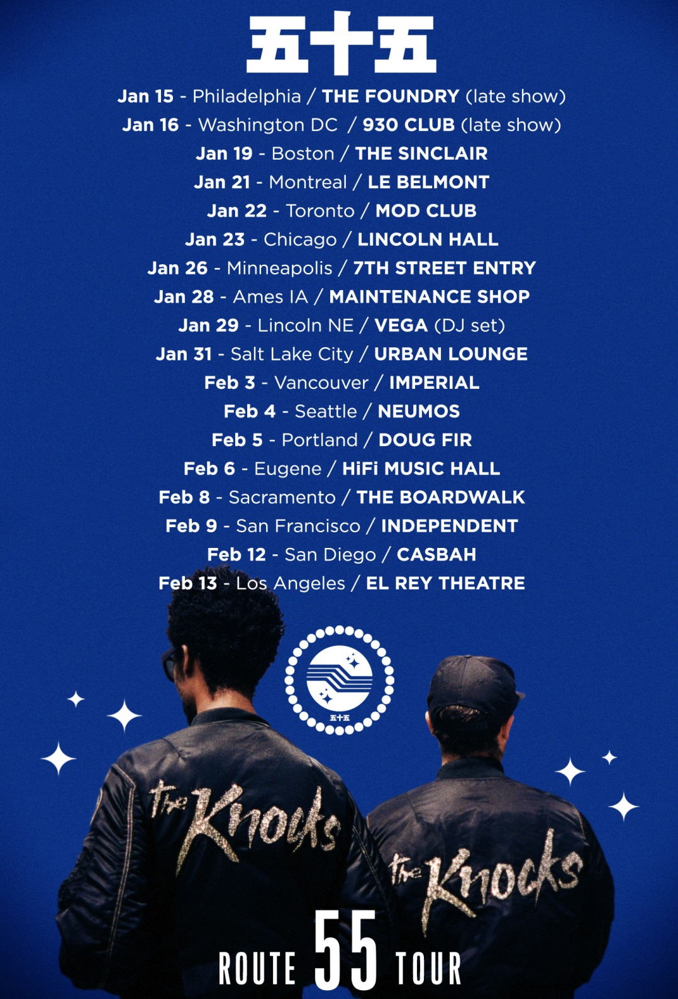 五十五
Jan 15 - Philadelphia / THE FOUNDRY (late show)
Jan 16 - Washington DC / 930 CLUB (late show)
Jan 19 - Boston / THE SINCLAIR
Jan 21 - Montreal / LE BELMONT
Jan 22 - Toronto / MOD CLUB
Jan 23 - Chicago / LINCOLN HALL
Jan 26 - Minneapolis / 7TH STREET ENTRY
Jan 28 - Ames IA / MAINTENANCE SHOP
Jan 29 - Lincoln NE / VEGA (DJ set)
Jan 31 - Salt Lake City / URBAN LOUNGE
Feb 3 - Vancouver / IMPERIAL
Feb 4 - Seattle / NEUMOS
Feb 5 - Portland / DOUG FIR
Feb 6 - Eugene / HiFi MUSIC HALL
Feb 8 - Sacramento / THE BOARDWALK
Feb 9 - San Francisco / INDEPENDENT
Feb 12 - San Diego / CASBAH
Feb 13 - Los Angeles / EL REY THEATRE
五十五
the Knocks
the Knocks
ROUTE 55 TOUR